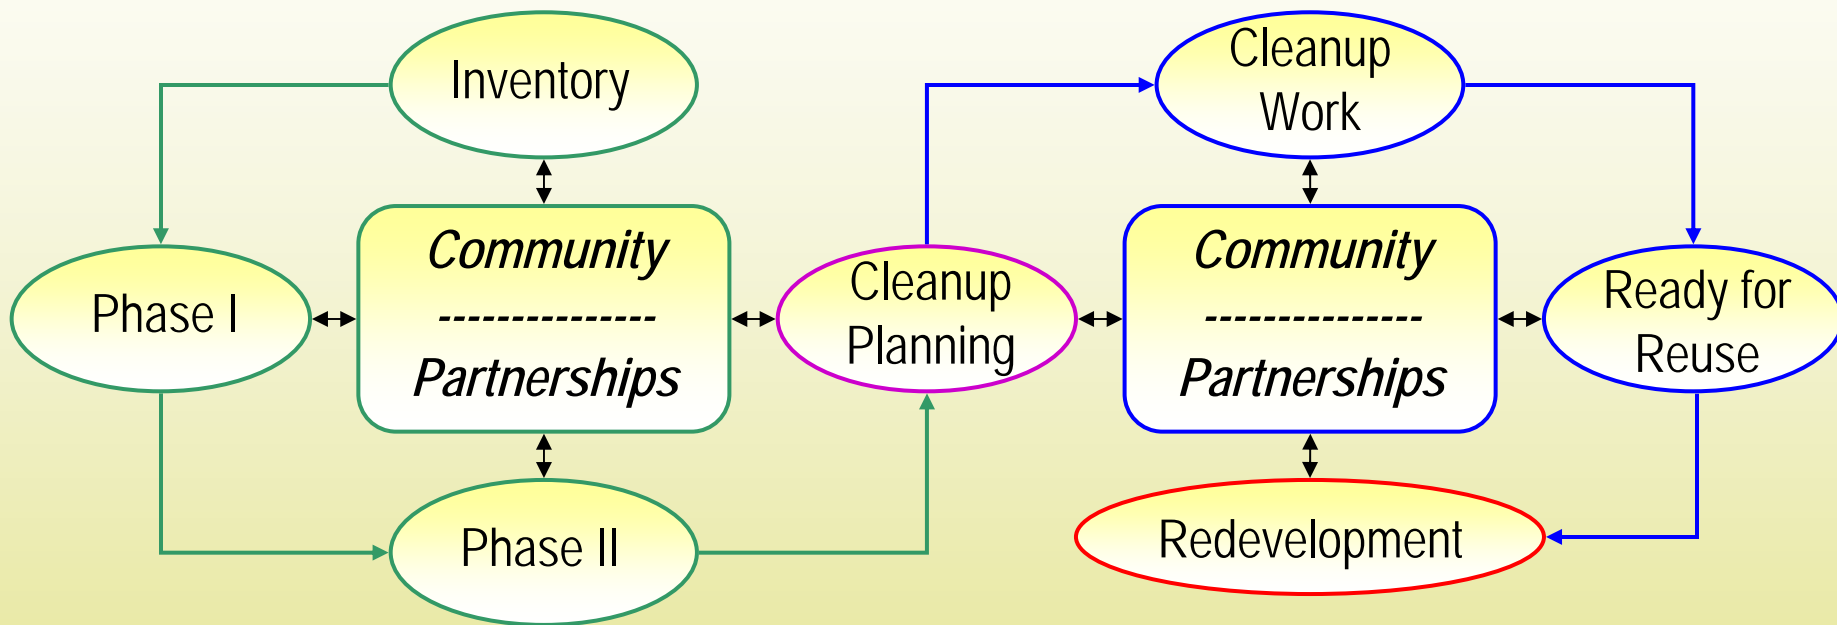 Inventory
Phase I
Community
---------------
Partnerships
Phase II
Cleanup
Planning
Cleanup
Work
Community
---------------
Partnerships
Ready for
Reuse
Redevelopment